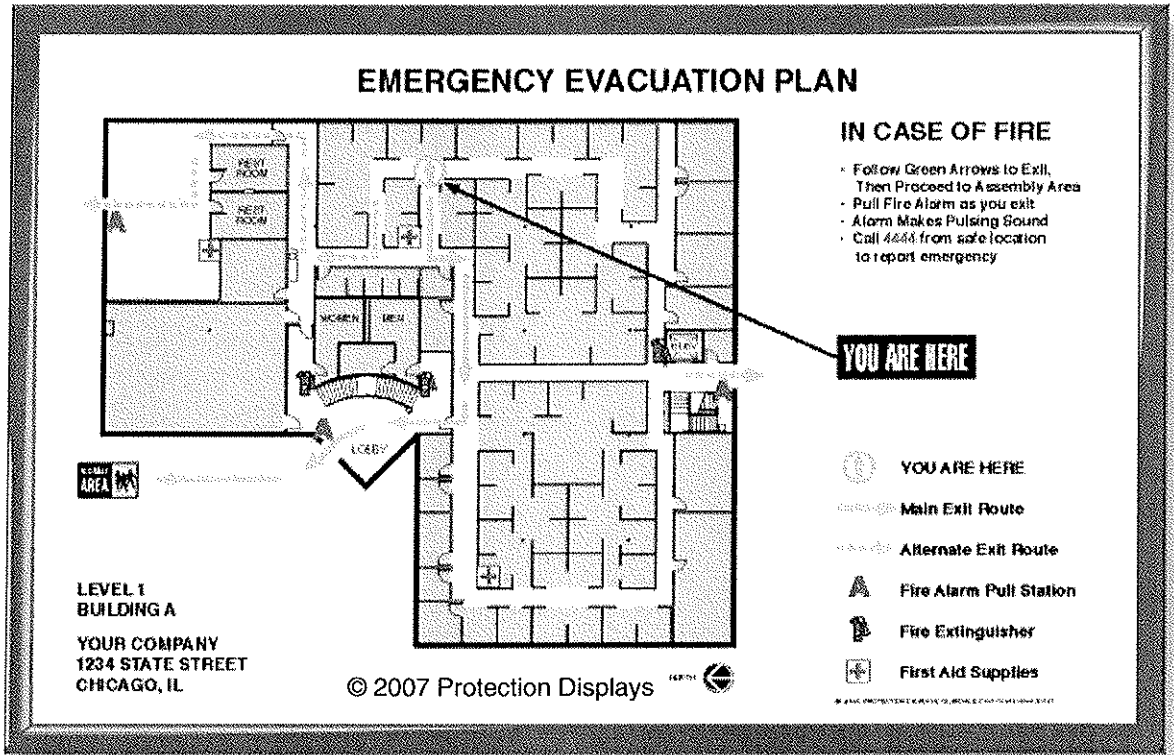 EMERGENCY EVACUATION PLAN
IN CASE OF FIRE
· Follow Green Arrows to Exit,
Then Proceed to Assembly Area
· Pull Fire Alarm as you exit
· Alarm Makes Pulsing Sound
· Call 4444 from safe location
to report emergency
REST
ROOM
REST
ROOM
WOMEN
MEN
LOBBY
YOU ARE HERE
AREA
YOU ARE HERE
Main Exit Route
Alternate Exit Route
Fire Alarm Pull Station
Fire Extinguisher
First Aid Supplies
LEVEL 1
BUILDING A
YOUR COMPANY
1234 STATE STREET
CHICAGO, IL
© 2007 Protection Displays
NORTH